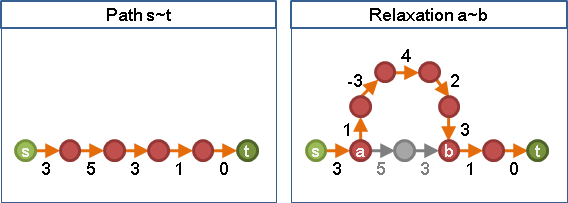 Path s~t
s t
3 5 3 1 0
Relaxation a~b
4
-3 2
1 3
s a b t
3 5 3 1 0